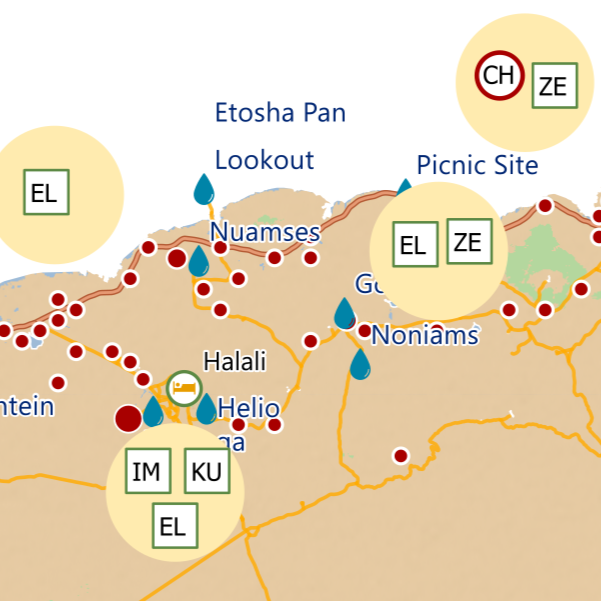 CH
ZE
Etosha Pan
Lookout
Picnic Site
EL
Nuamses
EL
ZE
Noniams
Halali
ntein
Helio
ga
IM
KU
EL